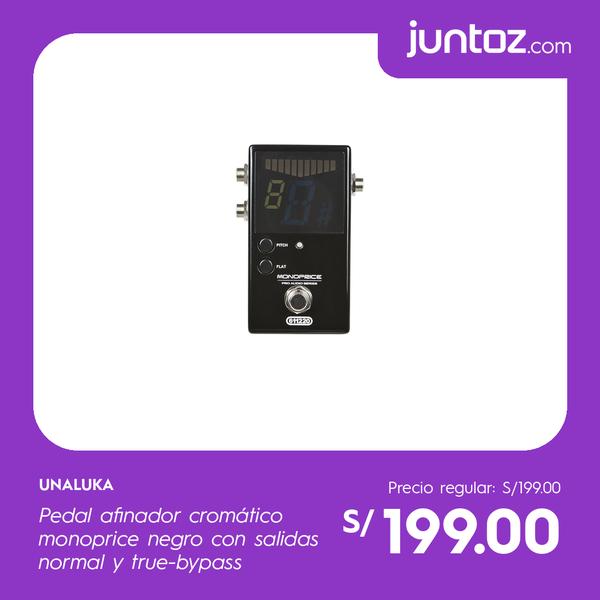 juntoz.com
PITCH
FLAT
MONOPRICE
PRO AUDIO SERIES
611220
UNALUKA
Precio regular: S/199.00
Pedal afinador cromático
monoprice negro con salidas
normal y true-bypass
S/199.00